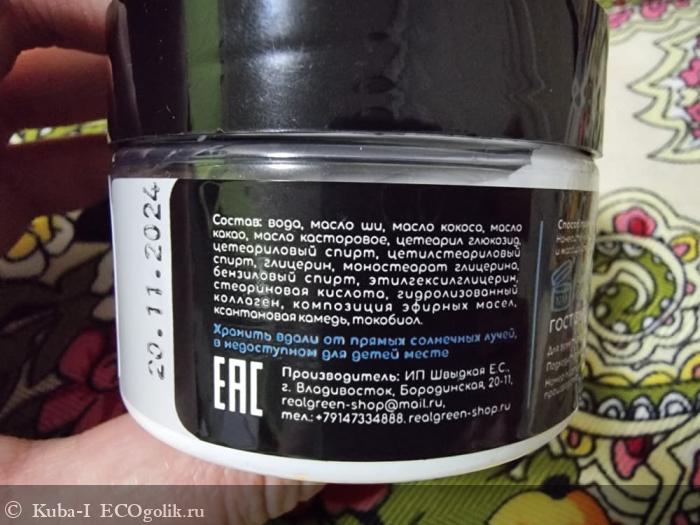 20.11.2024
Состав: вода, масло ши, масло кокоса, масло
какао, масло касторовое, цетеарил глюкозид,
цетеариловый спирт, цетилстеариловый
спирт, глицерин, моностеарат глицерина,
бензиловый спирт, этилгексилглицерин,
стеариновая кислота, гидролизованный
коллаген, композиция эфирных масел,
ксантановая камедь, токобиол.
Хранить вдали от прямых солнечных лучей,
в недоступном для детей месте
EAC
Производитель: ИП Швыдкая Е.С.,
г. Владивосток, Бородинская, 20-11,
realgreen-shop@mail.ru,
тел.:+79147334888. realgreen-shop.ru
ГОСТ
© Kuba-I ECOgolik.ru